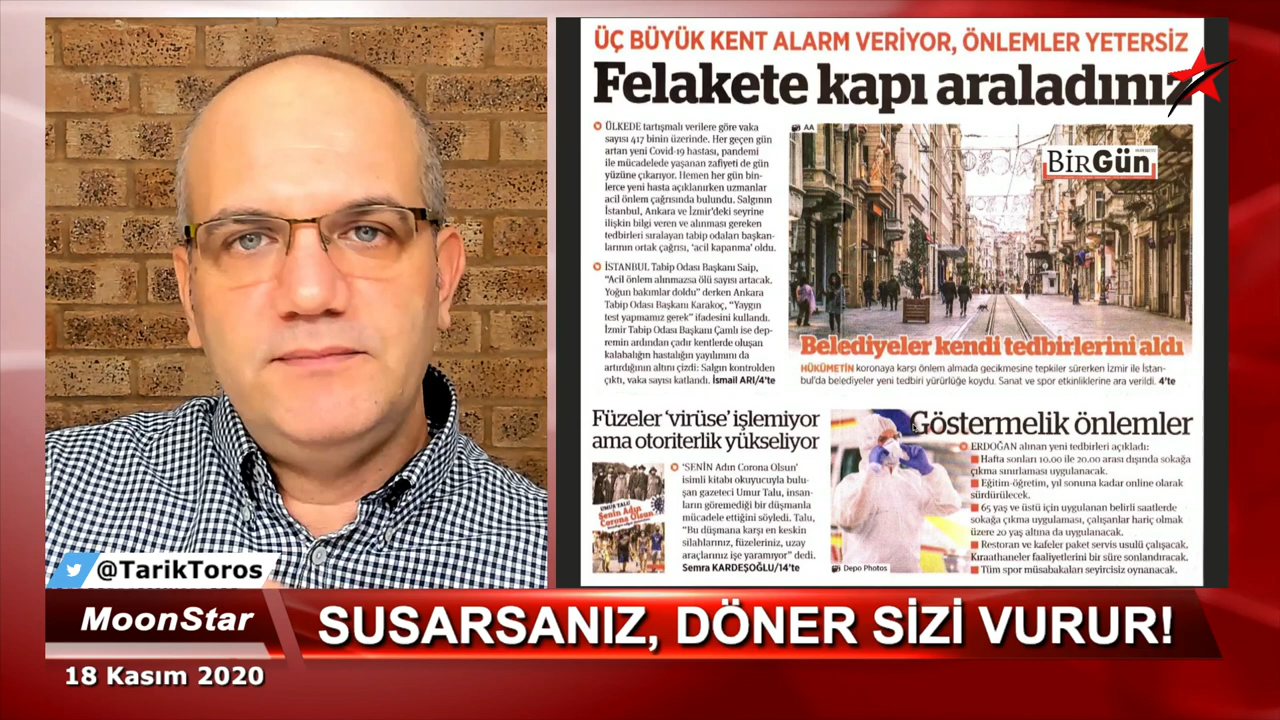 ÜÇ BÜYÜK KENT ALARM VERİYOR, ÖNLEMLER YETERSİZ
Felakete kapı araladınız
ÜLKEDE tartışmalı verilere göre vaka
sayısı 417 binin üzerinde. Her geçen gün
artan yeni Covid-19 hastası, pandemi
ile mücadelede yaşanan zafiyeti de gün
yüzüne çıkarıyor. Hemen her gün bin-
lerce yeni hasta açıklanırken uzmanlar
acil önlem çağrısında bulundu. Salgının
İstanbul, Ankara ve İzmir'deki seyrine
ilişkin bilgi veren ve alınması gereken
tedbirleri sıralayan tabip odaları başkan-
larının ortak çağrısı, 'acil kapanma' oldu.
İSTANBUL Tabip Odası Başkanı Saip,
"Acil önlem alınmazsa ölü sayısı artacak.
Yoğun bakımlar doldu" derken Ankara
Tabip Odası Başkanı Karakoç, "Yaygın
test yapmamız gerek" ifadesini kullandı.
İzmir Tabip Odası Başkanı Çamlı ise dep-
remin ardından çadır kentlerde oluşan
kalabalığın hastalığın yayılımını da
artırdığının altını çizdi: Salgın kontrolden
çıktı, vaka sayısı katlandı. İsmail ARI/4'te
AA
BirGün
Belediyeler kendi tedbirlerini aldı
HÜKÜMETİN koronaya karşı önlem almada gecikmesine tepkiler sürerken İzmir ile İstan-
bul'da belediyeler yeni tedbiri yürürlüğe koydu. Sanat ve spor etkinliklerine ara verildi. 4'te
Füzeler 'virüse' işlemiyor
ama otoriterlik yükseliyor
UMUR TALU
Senin Adın
Corona Olsun
'SENİN Adın Corona Olsun'
isimli kitabı okuyucuyla bulu-
şan gazeteci Umur Talu, insan-
ların göremediği bir düşmanla
mücadele ettiğini söyledi. Talu,
"Bu düşmana karşı en keskin
silahlarınız, füzeleriniz, uzay
araçlarınız işe yaramıyor" dedi.
Semra KARDEŞOĞLU/14'te
Göstermelik önlemler
Depo Photos
ERDOĞAN alınan yeni tedbirleri açıkladı:
Hafta sonları 10.00 ile 20.00 arası dışında sokağa
çıkma sınırlaması uygulanacak.
Eğitim-öğretim, yıl sonuna kadar online olarak
sürdürülecek.
65 yaş ve üstü için uygulanan belirli saatlerde
sokağa çıkma uygulaması, çalışanlar hariç olmak
üzere 20 yaş altına da uygulanacak.
Restoran ve kafeler paket servis usulü çalışacak.
Kıraathaneler faaliyetlerini bir süre sonlandıracak.
Tüm spor müsabakaları seyircisiz oynanacak.
@TarikToros
MoonStar
SUSARSANIZ, DÖNER SİZİ VURUR!
18 Kasım 2020